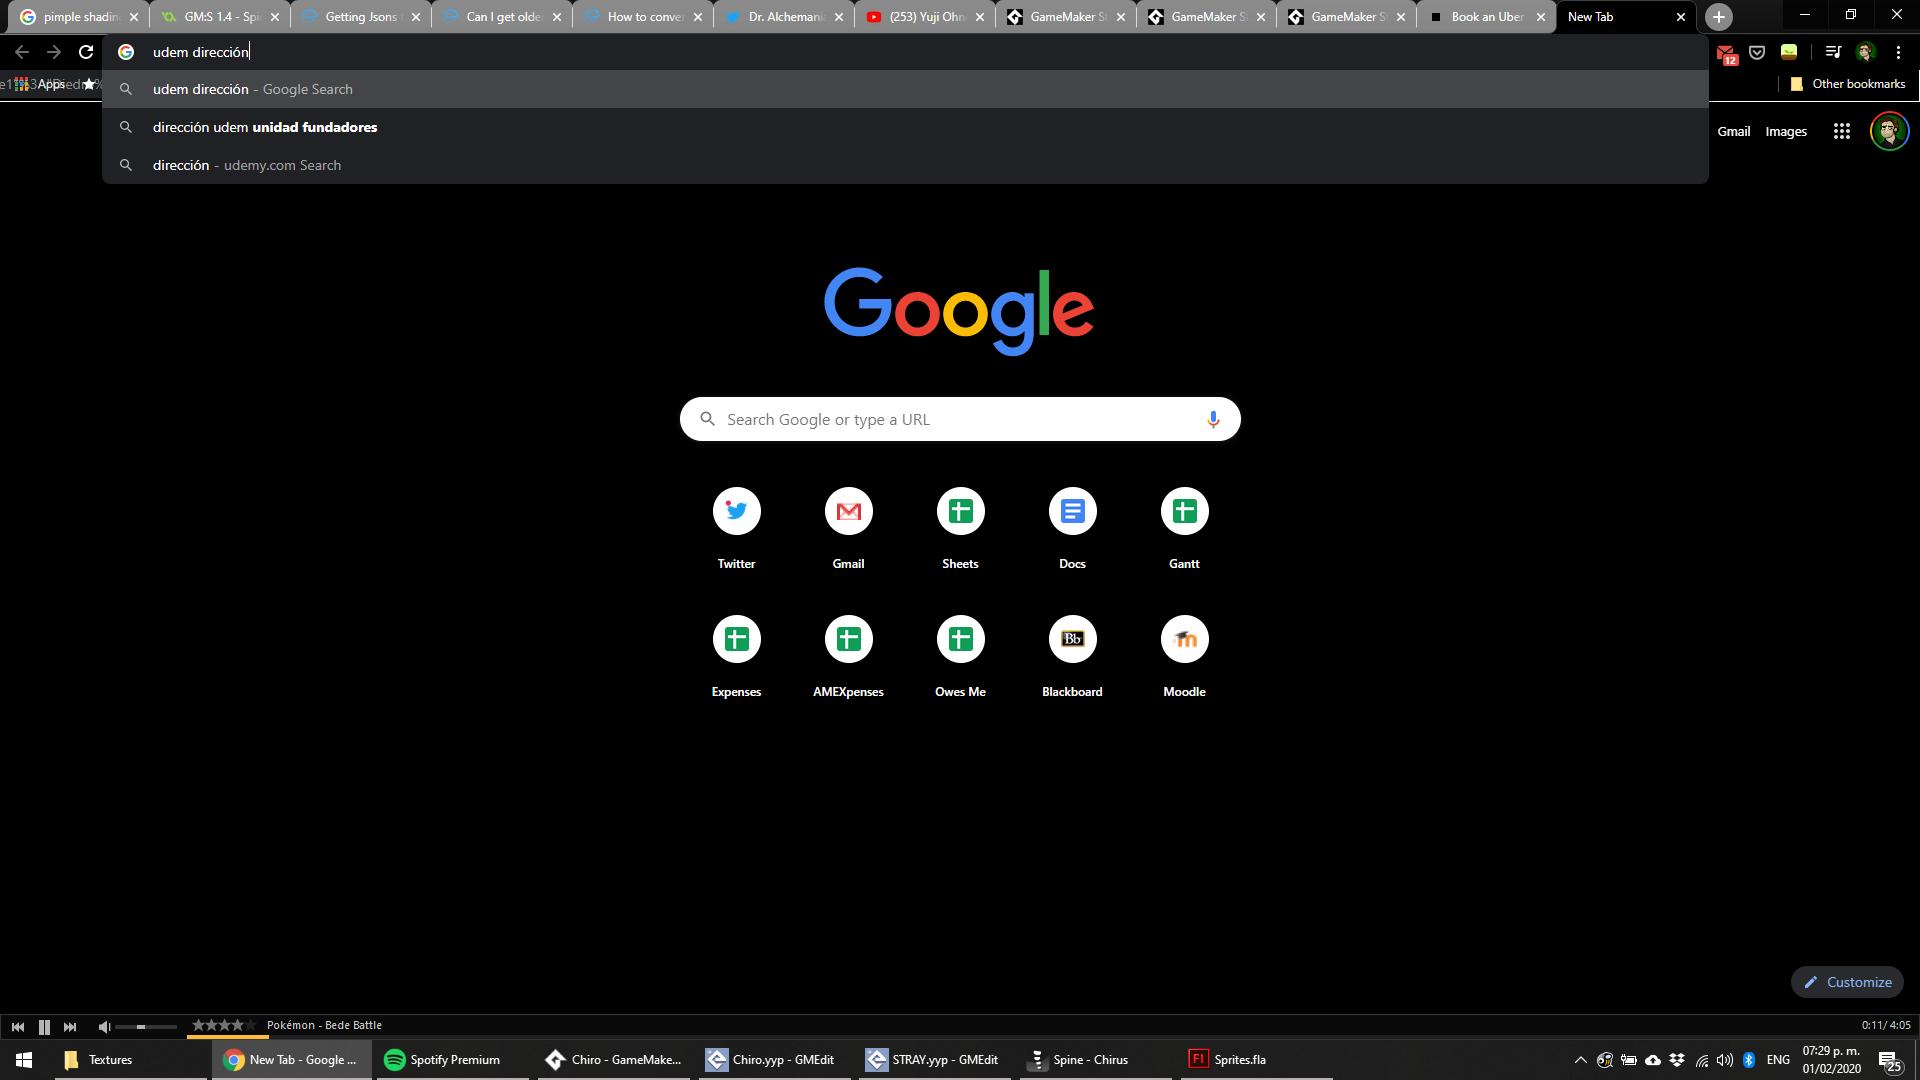 pimple shadin
GM:S 1.4 - Spi
Getting Jsons
Can I get olde
How to conve
Dr. Alchemani
(253) Yuji Ohn
GameMaker S
GameMaker S
GameMaker S
Book an Uber
New Tab
udem dirección
12
Apps
Other bookmarks
udem dirección - Google Search
dirección udem unidad fundadores
dirección - udemy.com Search
Gmail
Images
Google
Search Google or type a URL
Twitter
Gmail
Sheets
Docs
Gantt
Expenses
AMEXpenses
Owes Me
Bb
Blackboard
Moodle
Customize
Pokémon - Bede Battle
0:11/ 4:05
Textures
New Tab - Google ...
Spotify Premium
Chiro - GameMake...
Chiro.yyp - GMEdit
STRAY.yyp - GMEdit
Spine - Chirus
Fl
Sprites.fla
ENG
07:29 p. m.
01/02/2020
25